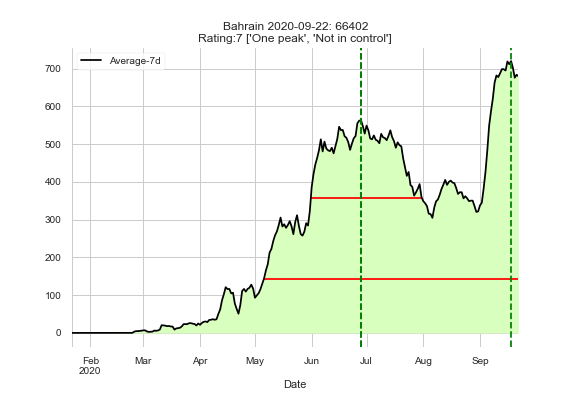 Bahrain 2020-09-22: 66402
Rating:7 ['One peak', 'Not in control']
Average-7d
700
600
500
400
300
200
100
0
Feb Mar Apr May Jun Jul Aug Sep
2020
Date